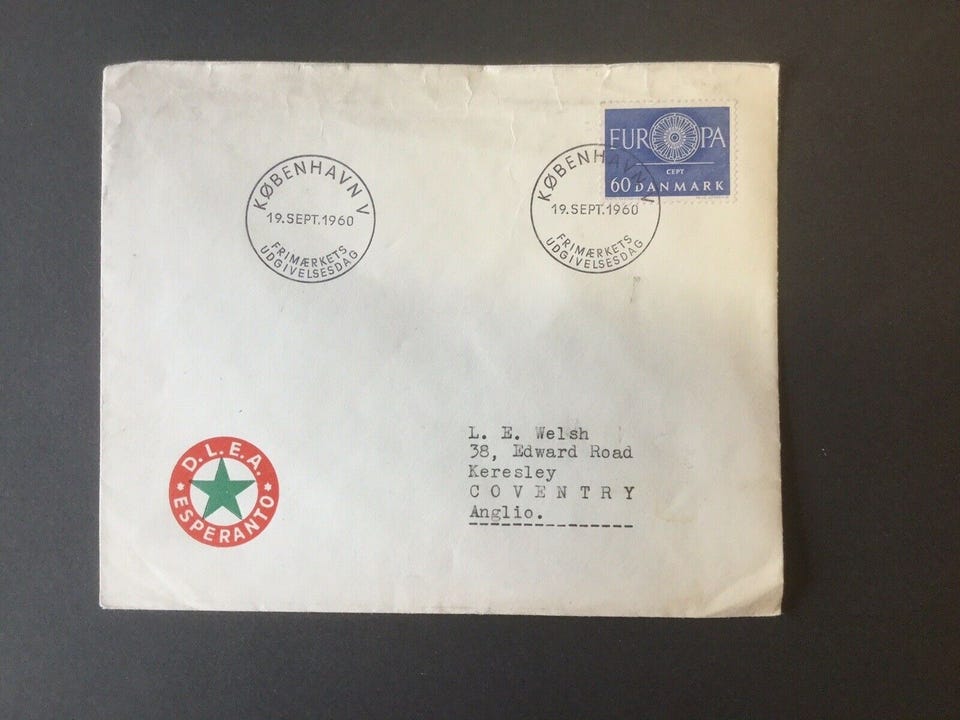 KØBENHAVN V
19.SEPT.1960
FRIMÆRKETS
UDGIVELSESDAG
EUROPA
CEPT
60 DANMARK
KØBENHAVN V
19.SEPT.1960
FRIMÆRKETS
UDGIVELSESDAG
D.L.E.A.
ESPERANTO
L. E. Welsh
38, Edward Road
Keresley
C O V E N T R Y
Anglio.